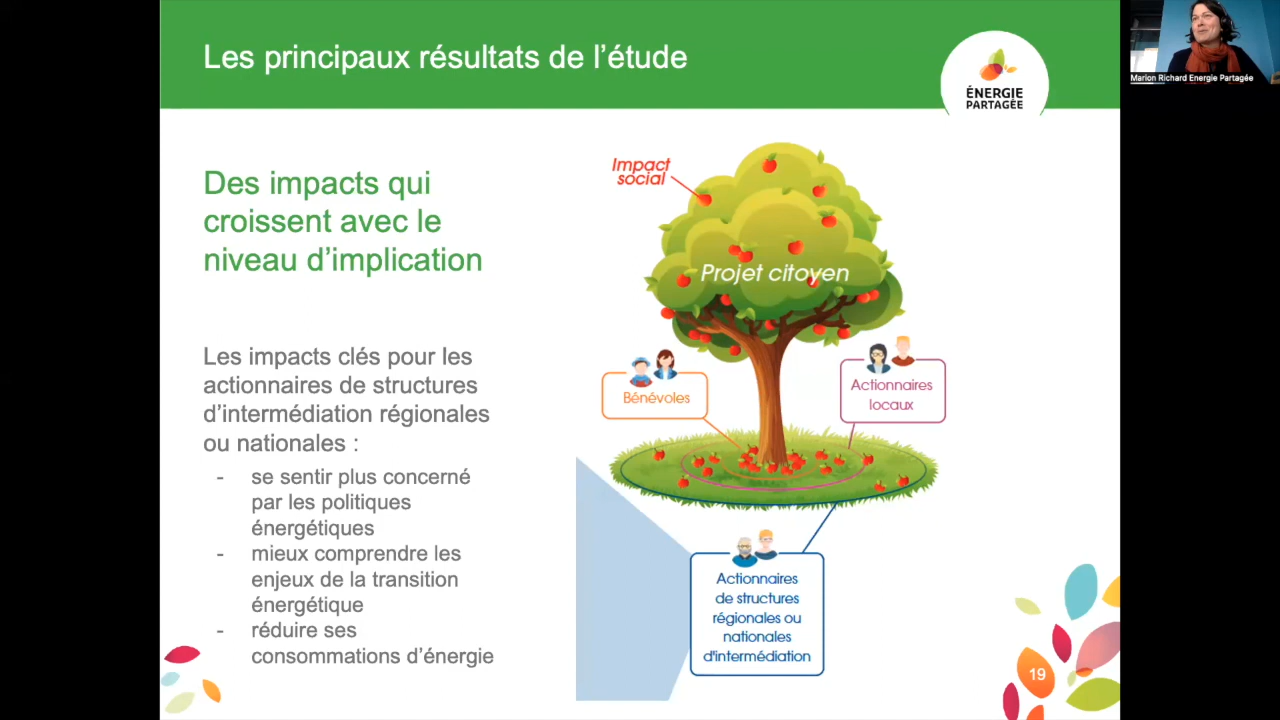 Les principaux résultats de l'étude
ÉNERGIE
PARTAGÉE
Marion Richard Energie Partagée
Des impacts qui
croissent avec le
niveau d'implication
Les impacts clés pour les
actionnaires de structures
d'intermédiation régionales
ou nationales :
- se sentir plus concerné
par les politiques
énergétiques
- mieux comprendre les
enjeux de la transition
énergétique
- réduire ses
consommations d'énergie
Impact
social
Projet citoyen
Bénévoles
Actionnaires
locaux
Actionnaires
de structures
régionales ou
nationales
d'intermédiation
19